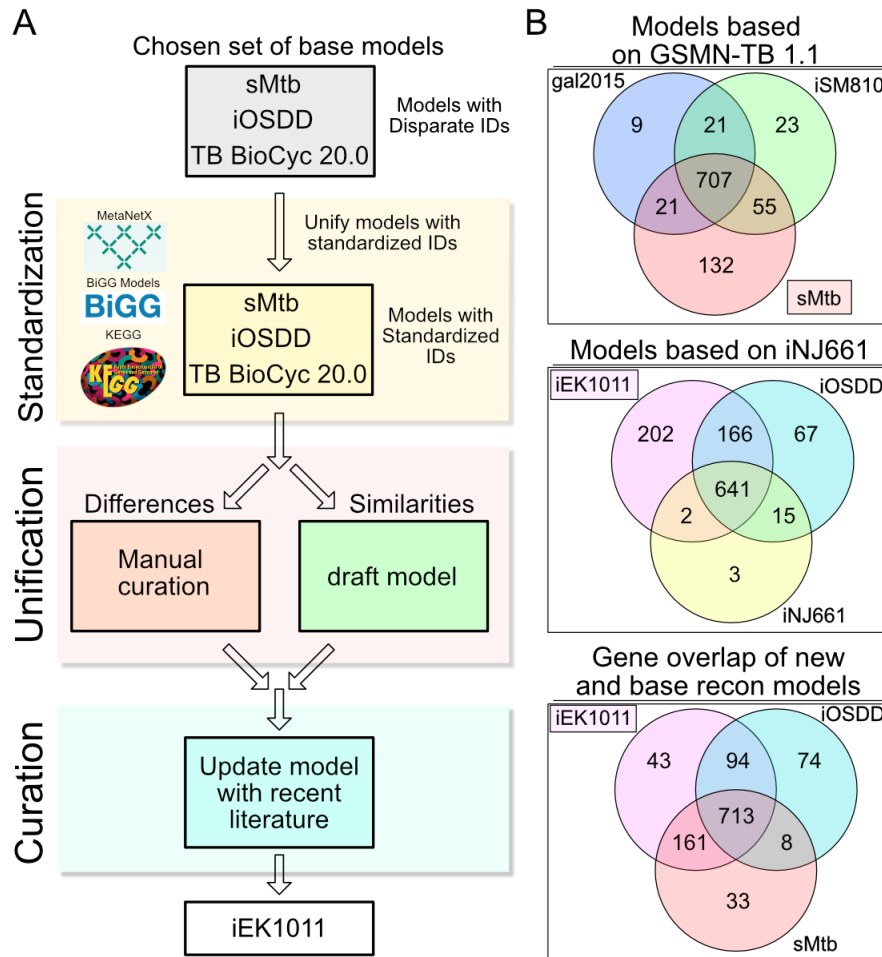 A
Chosen set of base models
sMtb
iOSDD
TB BioCyc 20.0
Models with
Disparate IDs
Standardization
MetaNetX
BiGG Models
BiGG
KEGG
KEGG
Unify models with
standardized IDs
sMtb
iOSDD
TB BioCyc 20.0
Models with
Standardized
IDs
Unification
Differences
Similarities
Manual
curation
draft model
Curation
Update model
with recent
literature
iEK1011
B
Models based
on GSMN-TB 1.1
gal2015
iSM810
9
21
23
707
21
55
132
sMtb
Models based on iNJ661
iEK1011
iOSDD
202
166
67
641
2
15
3
iNJ661
Gene overlap of new
and base recon models
iEK1011
iOSDD
43
94
74
713
161
8
33
sMtb